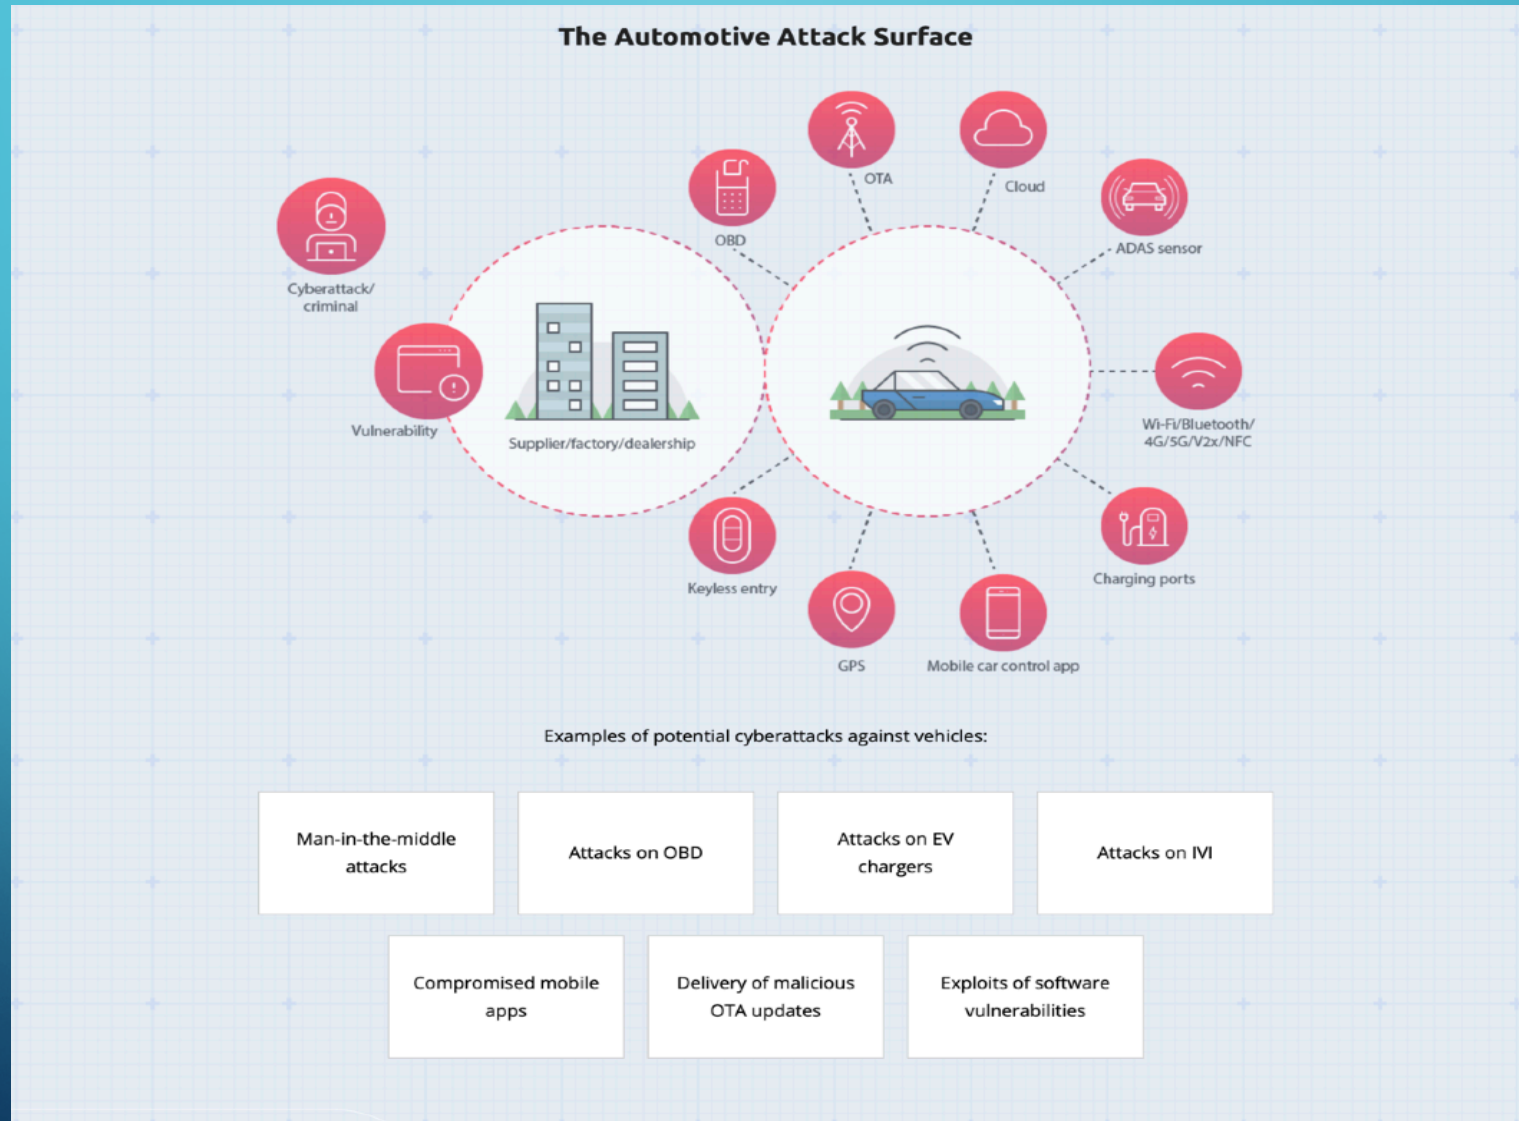 The Automotive Attack Surface
OTA
Cloud
OBD
ADAS sensor
Cyberattack/
criminal
Vulnerability
Supplier/factory/dealership
Wi-Fi/Bluetooth/
4G/5G/V2x/NFC
Keyless entry
Charging ports
GPS
Mobile car control app
Examples of potential cyberattacks against vehicles:
Man-in-the-middle
attacks
Attacks on OBD
Attacks on EV
chargers
Attacks on IVI
Compromised mobile
apps
Delivery of malicious
OTA updates
Exploits of software
vulnerabilities